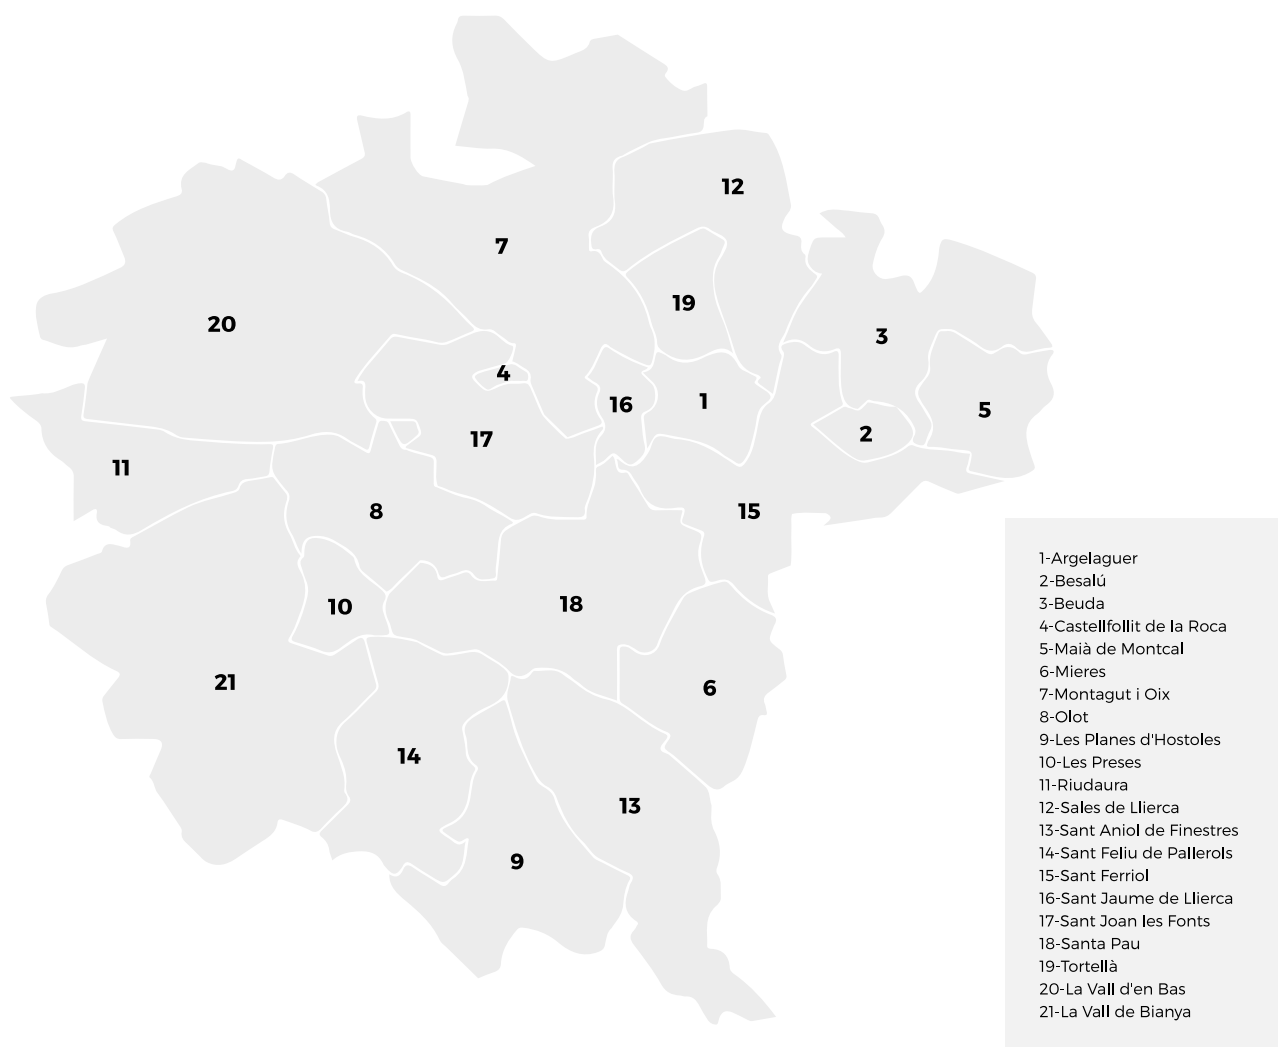 12
7
19
20
3
4
16
1
5
17
2
11
8
15
18
10
21
6
14
13
9
1-Argelaguer
2-Besalú
3-Beuda
4-Castellfollit de la Roca
5-Maià de Montcal
6-Mieres
7-Montagut i Oix
8-Olot
9-Les Planes d'Hostoles
10-Les Preses
11-Riudaura
12-Sales de Llierca
13-Sant Aniol de Finestres
14-Sant Feliu de Pallerols
15-Sant Ferriol
16-Sant Jaume de Llierca
17-Sant Joan les Fonts
18-Santa Pau
19-Tortellà
20-La Vall d'en Bas
21-La Vall de Bianya